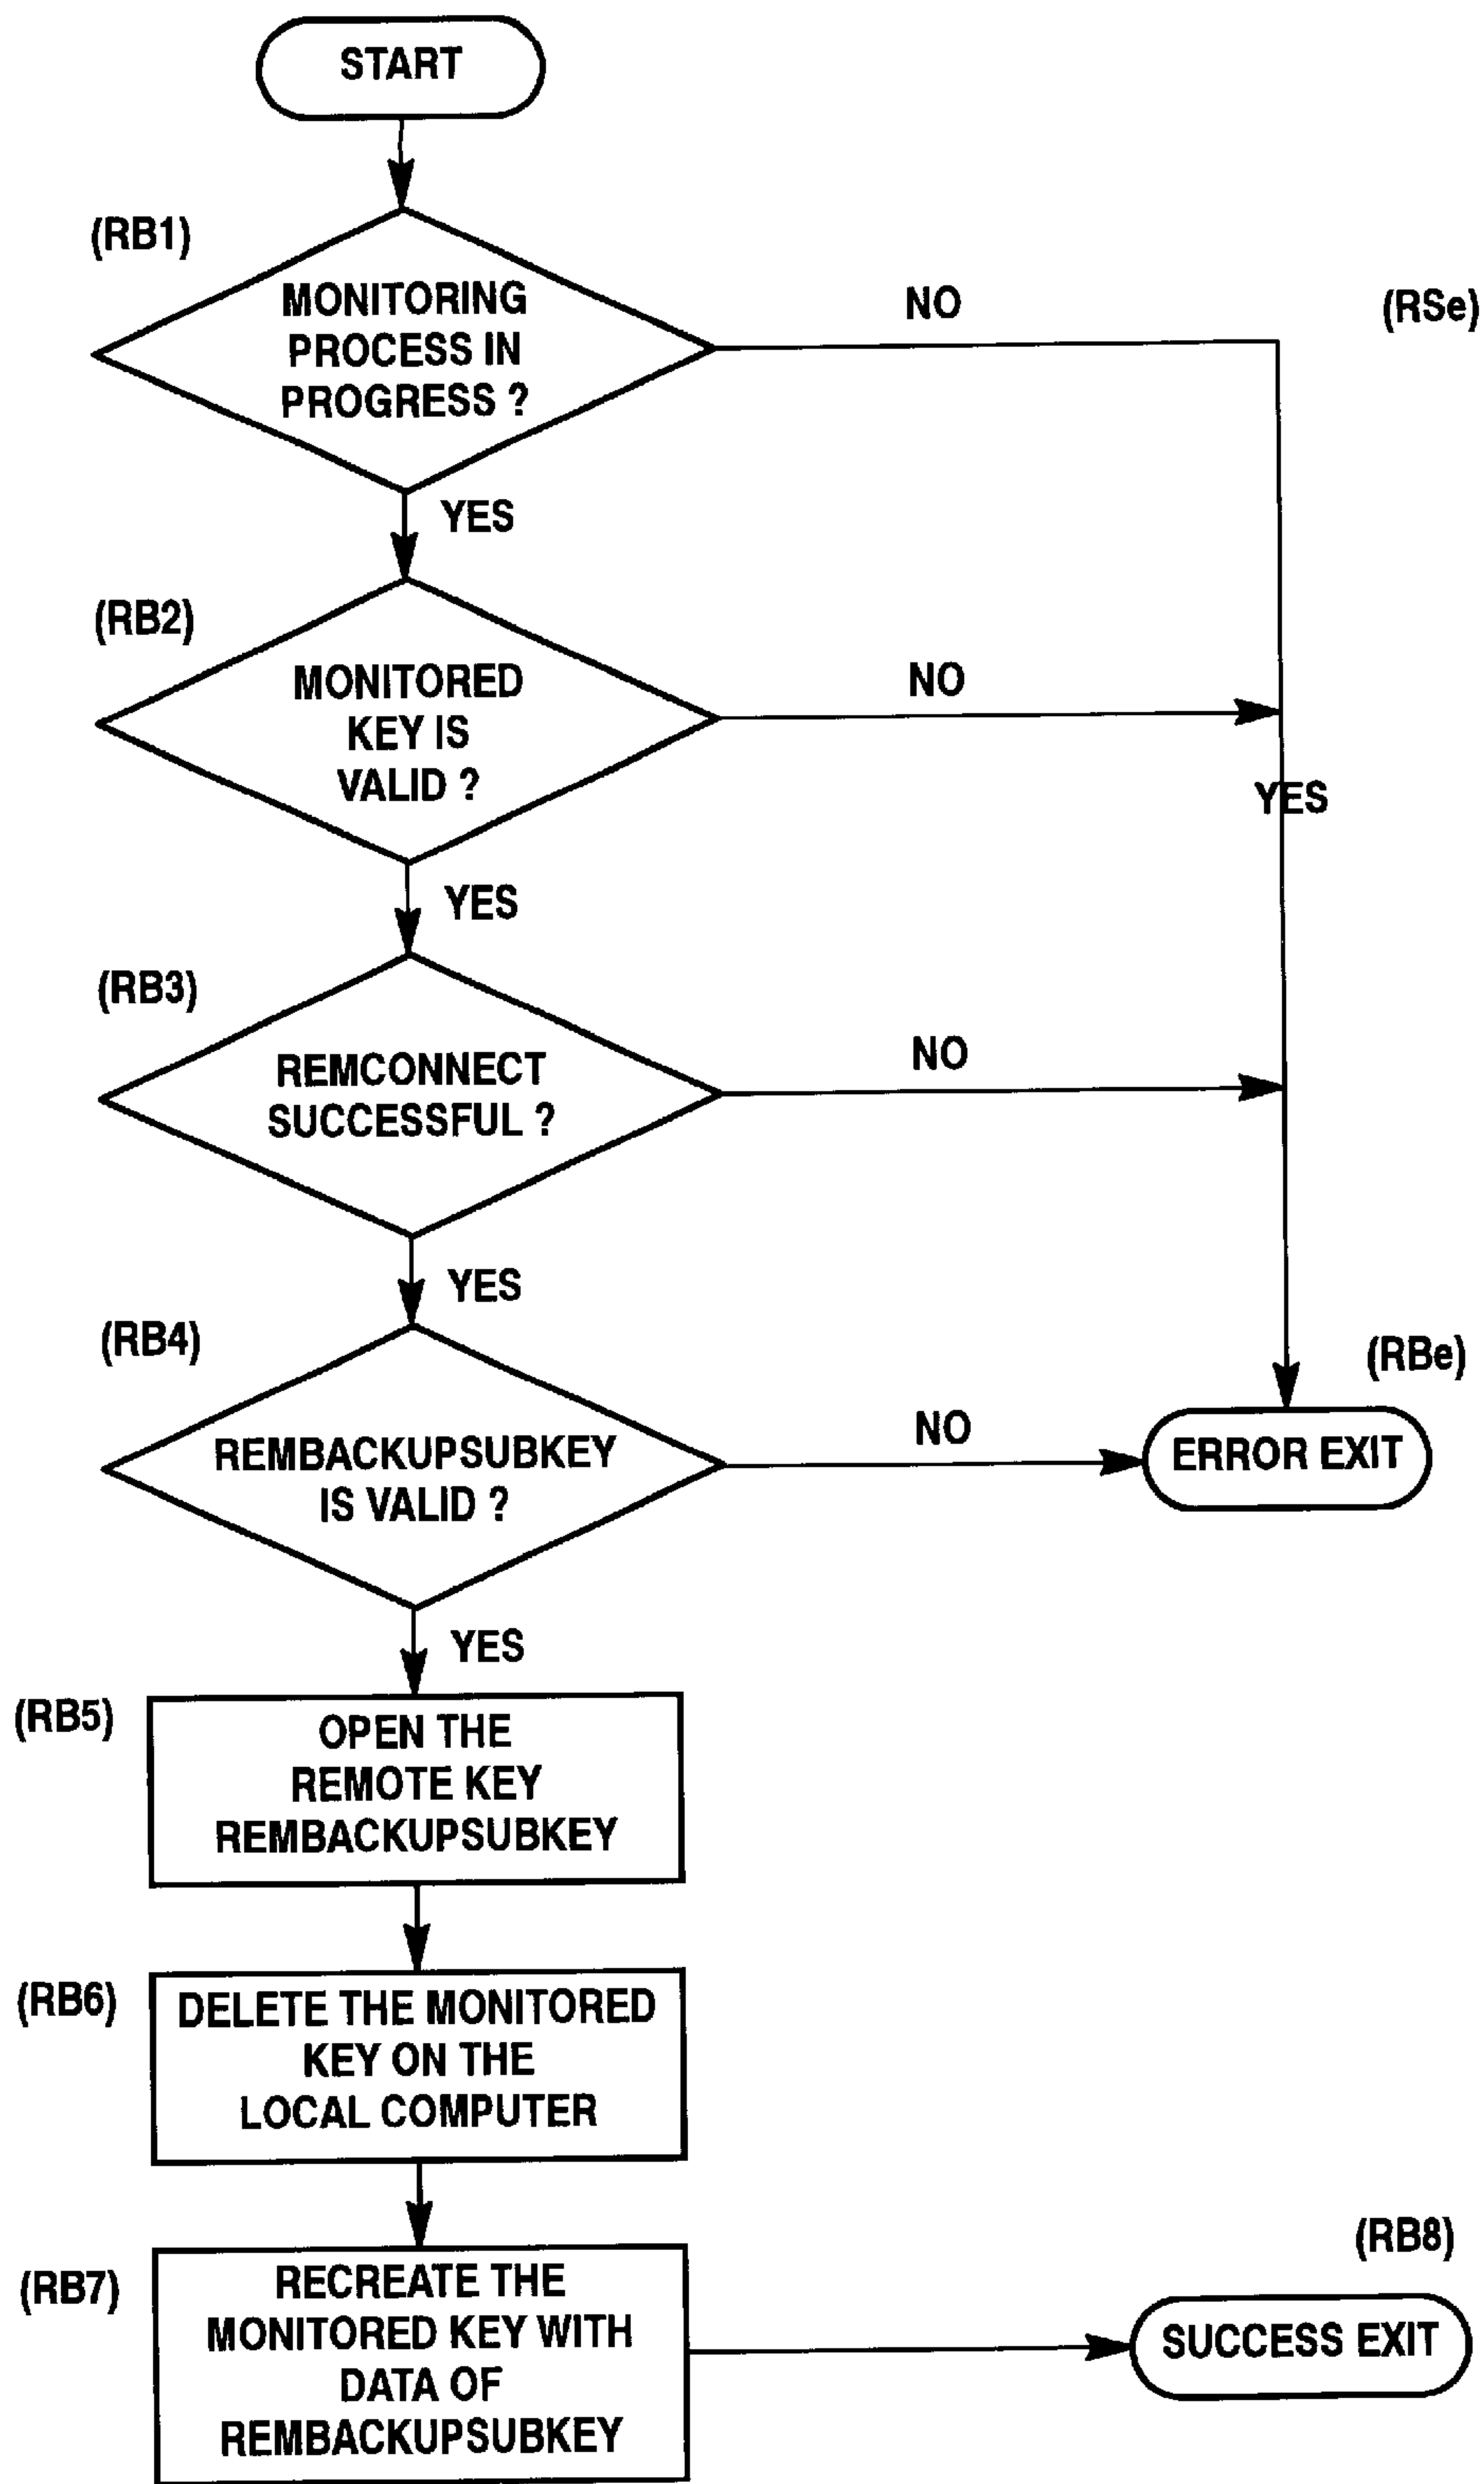 START
(RB1)
MONITORING
PROCESS IN
PROGRESS ?
NO
(RSe)
YES
(RB2)
MONITORED
KEY IS
VALID ?
NO
YES
YES
(RB3)
REMCONNECT
SUCCESSFUL ?
NO
YES
(RB4)
REMBACKUPSUBKEY
IS VALID ?
NO
(RBe)
ERROR EXIT
YES
(RB5)
OPEN THE
REMOTE KEY
REMBACKUPSUBKEY
(RB6)
DELETE THE MONITORED
KEY ON THE
LOCAL COMPUTER
(RB7)
RECREATE THE
MONITORED KEY WITH
DATA OF
REMBACKUPSUBKEY
(RB8)
SUCCESS EXIT